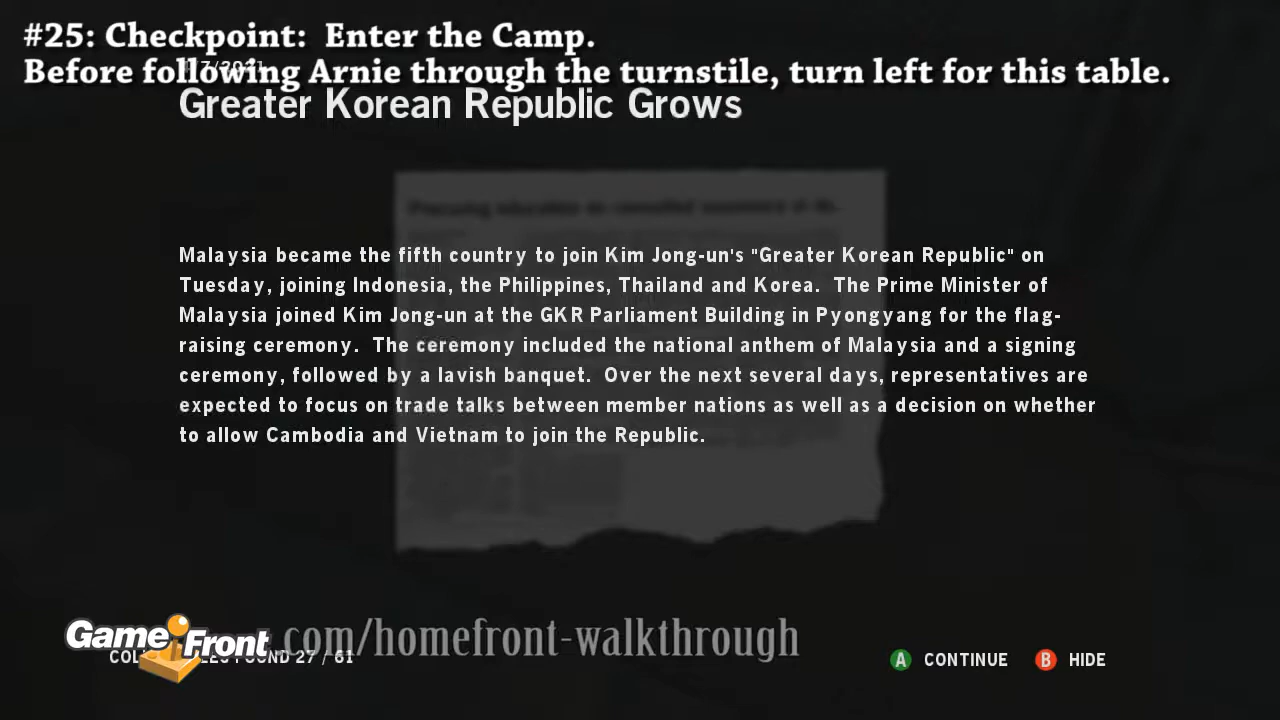 #25: Checkpoint:  Enter the Camp.
Before following Arnie through the turnstile, turn left for this table.
Greater Korean Republic Grows
Malaysia became the fifth country to join Kim Jong-un's "Greater Korean Republic" on
Tuesday, joining Indonesia, the Philippines, Thailand and Korea.  The Prime Minister of
Malaysia joined Kim Jong-un at the GKR Parliament Building in Pyongyang for the flag-
raising ceremony.  The ceremony included the national anthem of Malaysia and a signing
ceremony, followed by a lavish banquet.  Over the next several days, representatives are
expected to focus on trade talks between member nations as well as a decision on whether
to allow Cambodia and Vietnam to join the Republic.
GameFront.com/homefront-walkthrough
FOUND 27 / 61
A CONTINUE B HIDE